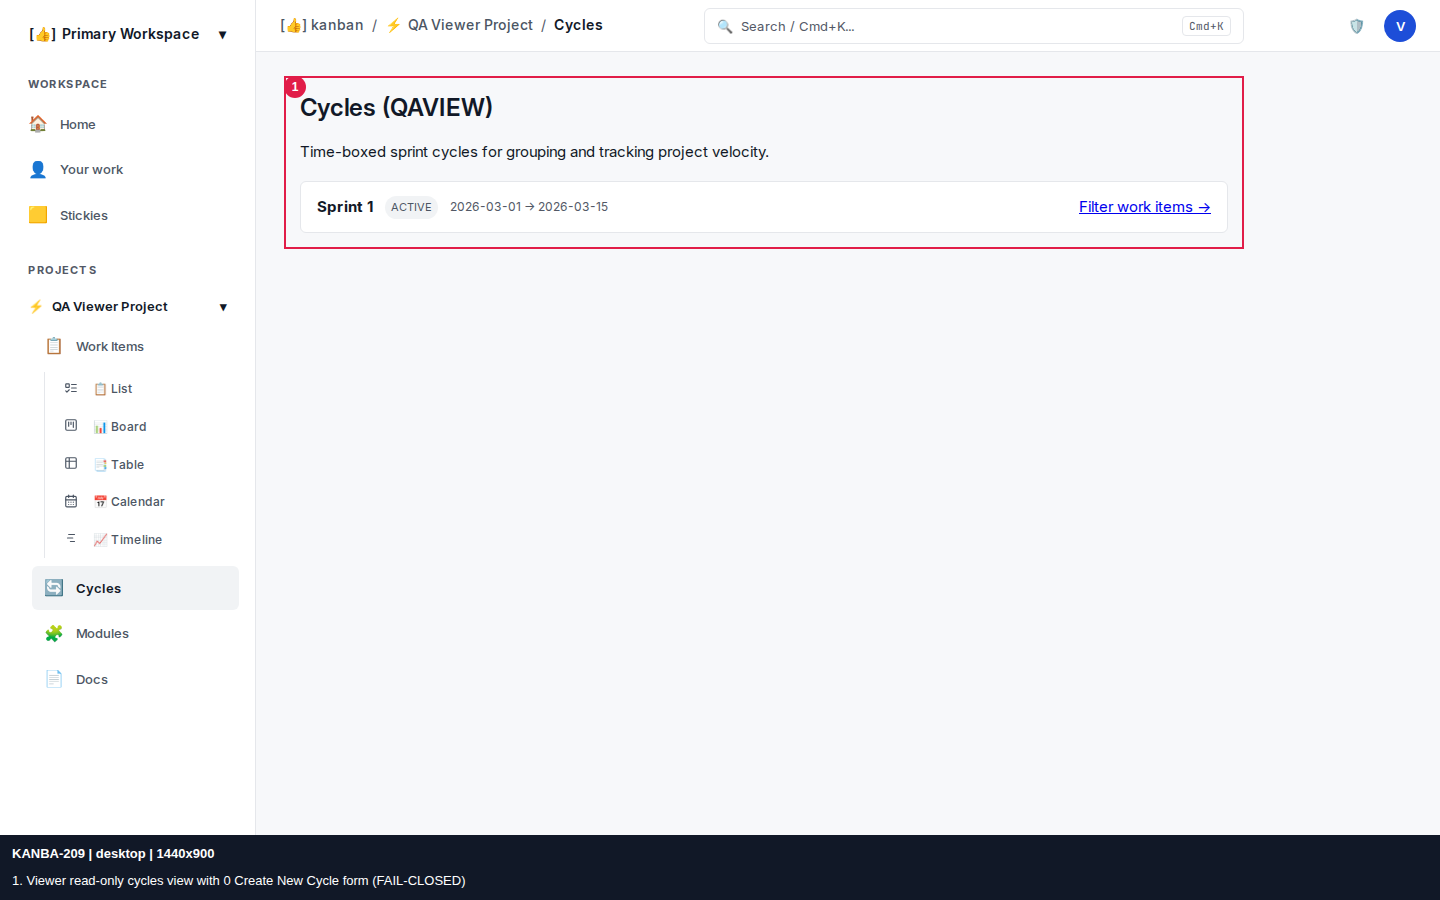 [👍] Primary Workspace ▼
WORKSPACE
🏠 Home
👤 Your work
🟨 Stickies
PROJECTS
⚡ QA Viewer Project ▼
📋 Work Items
📋 List
📊 Board
📑 Table
📅 Calendar
📈 Timeline
🔄 Cycles
🧩 Modules
📄 Docs
[👍] kanban / ⚡ QA Viewer Project / Cycles
🔍 Search / Cmd+K... Cmd+K
🛡️ V
1
Cycles (QAVIEW)
Time-boxed sprint cycles for grouping and tracking project velocity.
Sprint 1 ACTIVE 2026-03-01 → 2026-03-15 Filter work items →
KANBA-209 | desktop | 1440x900
1. Viewer read-only cycles view with 0 Create New Cycle form (FAIL-CLOSED)